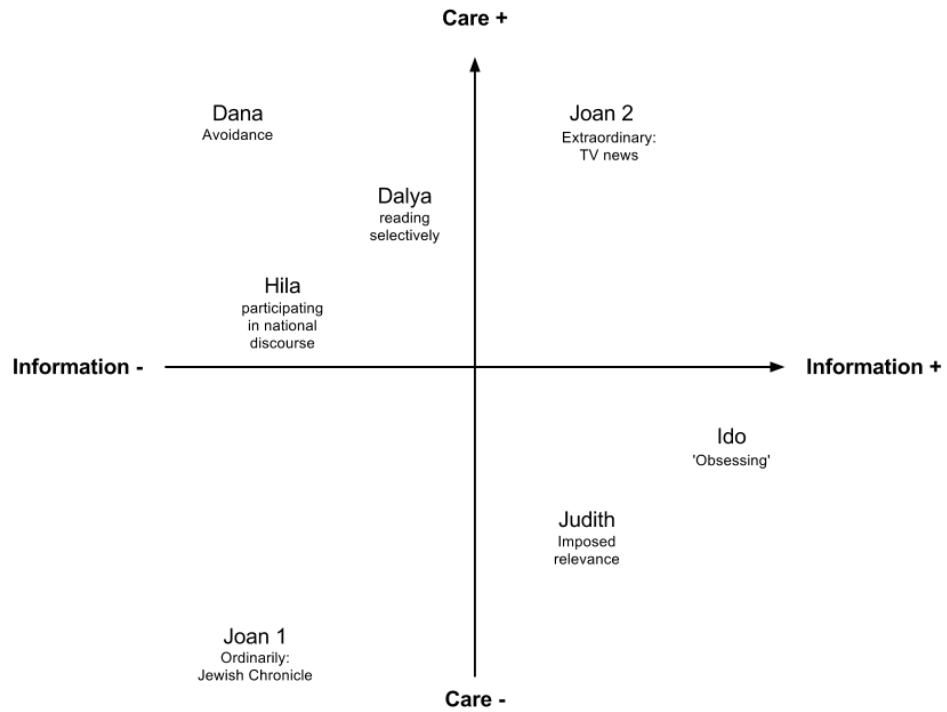 Care +
Dana
Avoidance
Joan 2
Extraordinary:
TV news
Dalya
reading
selectively
Hila
participating
in national
discourse
Information -
Information +
Ido
'Obsessing'
Judith
Imposed
relevance
Joan 1
Ordinarily:
Jewish Chronicle
Care -